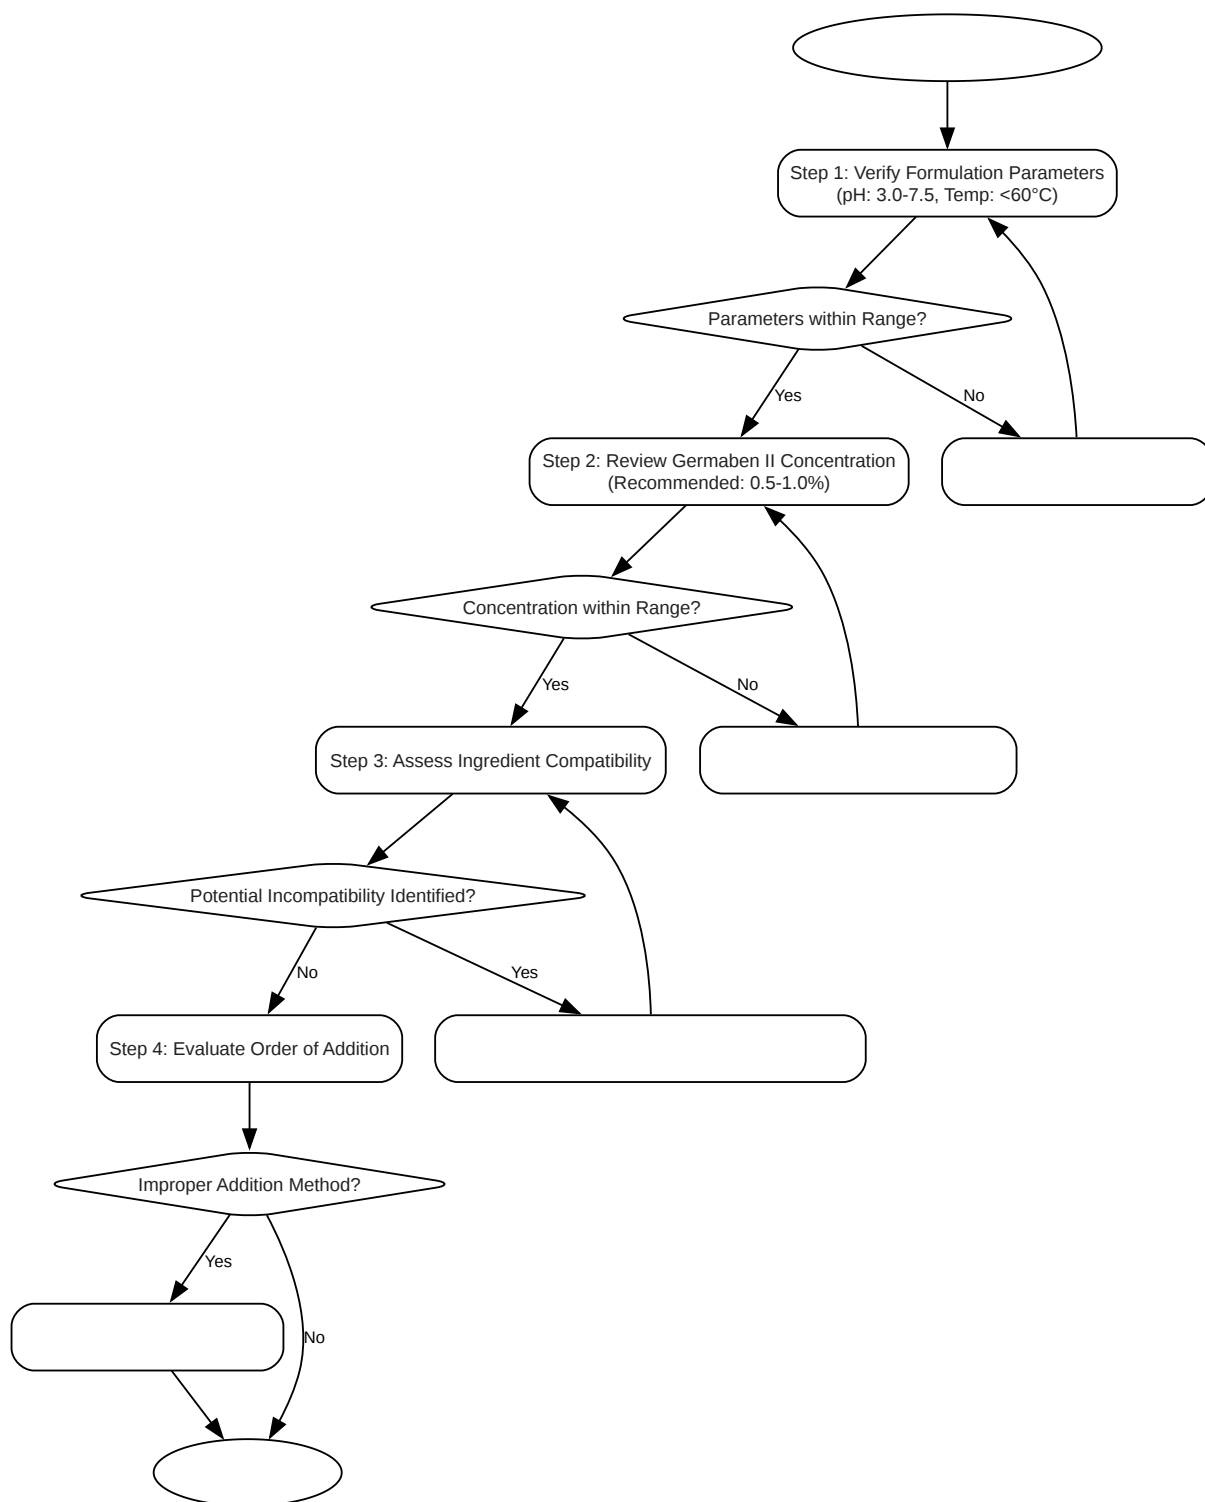 Step 1: Verify Formulation Parameters
(pH: 3.0-7.5, Temp: <60°C)
Parameters within Range?
Yes
No
Step 2: Review Germaben II Concentration
(Recommended: 0.5-1.0%)
Concentration within Range?
Yes
No
Step 3: Assess Ingredient Compatibility
Potential Incompatibility Identified?
No
Yes
Step 4: Evaluate Order of Addition
Improper Addition Method?
Yes
No